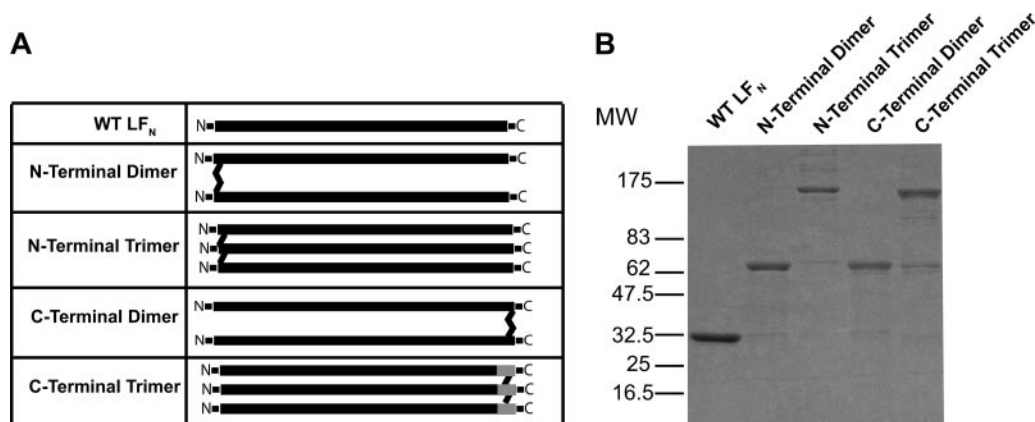 A
WT LFN
N C
N-Terminal Dimer
N C
N C
N-Terminal Trimer
N C
N C
N C
C-Terminal Dimer
N C
N C
C-Terminal Trimer
N C
N C
N C
B
MW
WT LFN
N-Terminal Dimer
N-Terminal Trimer
C-Terminal Dimer
C-Terminal Trimer
175
83
62
47.5
32.5
25
16.5